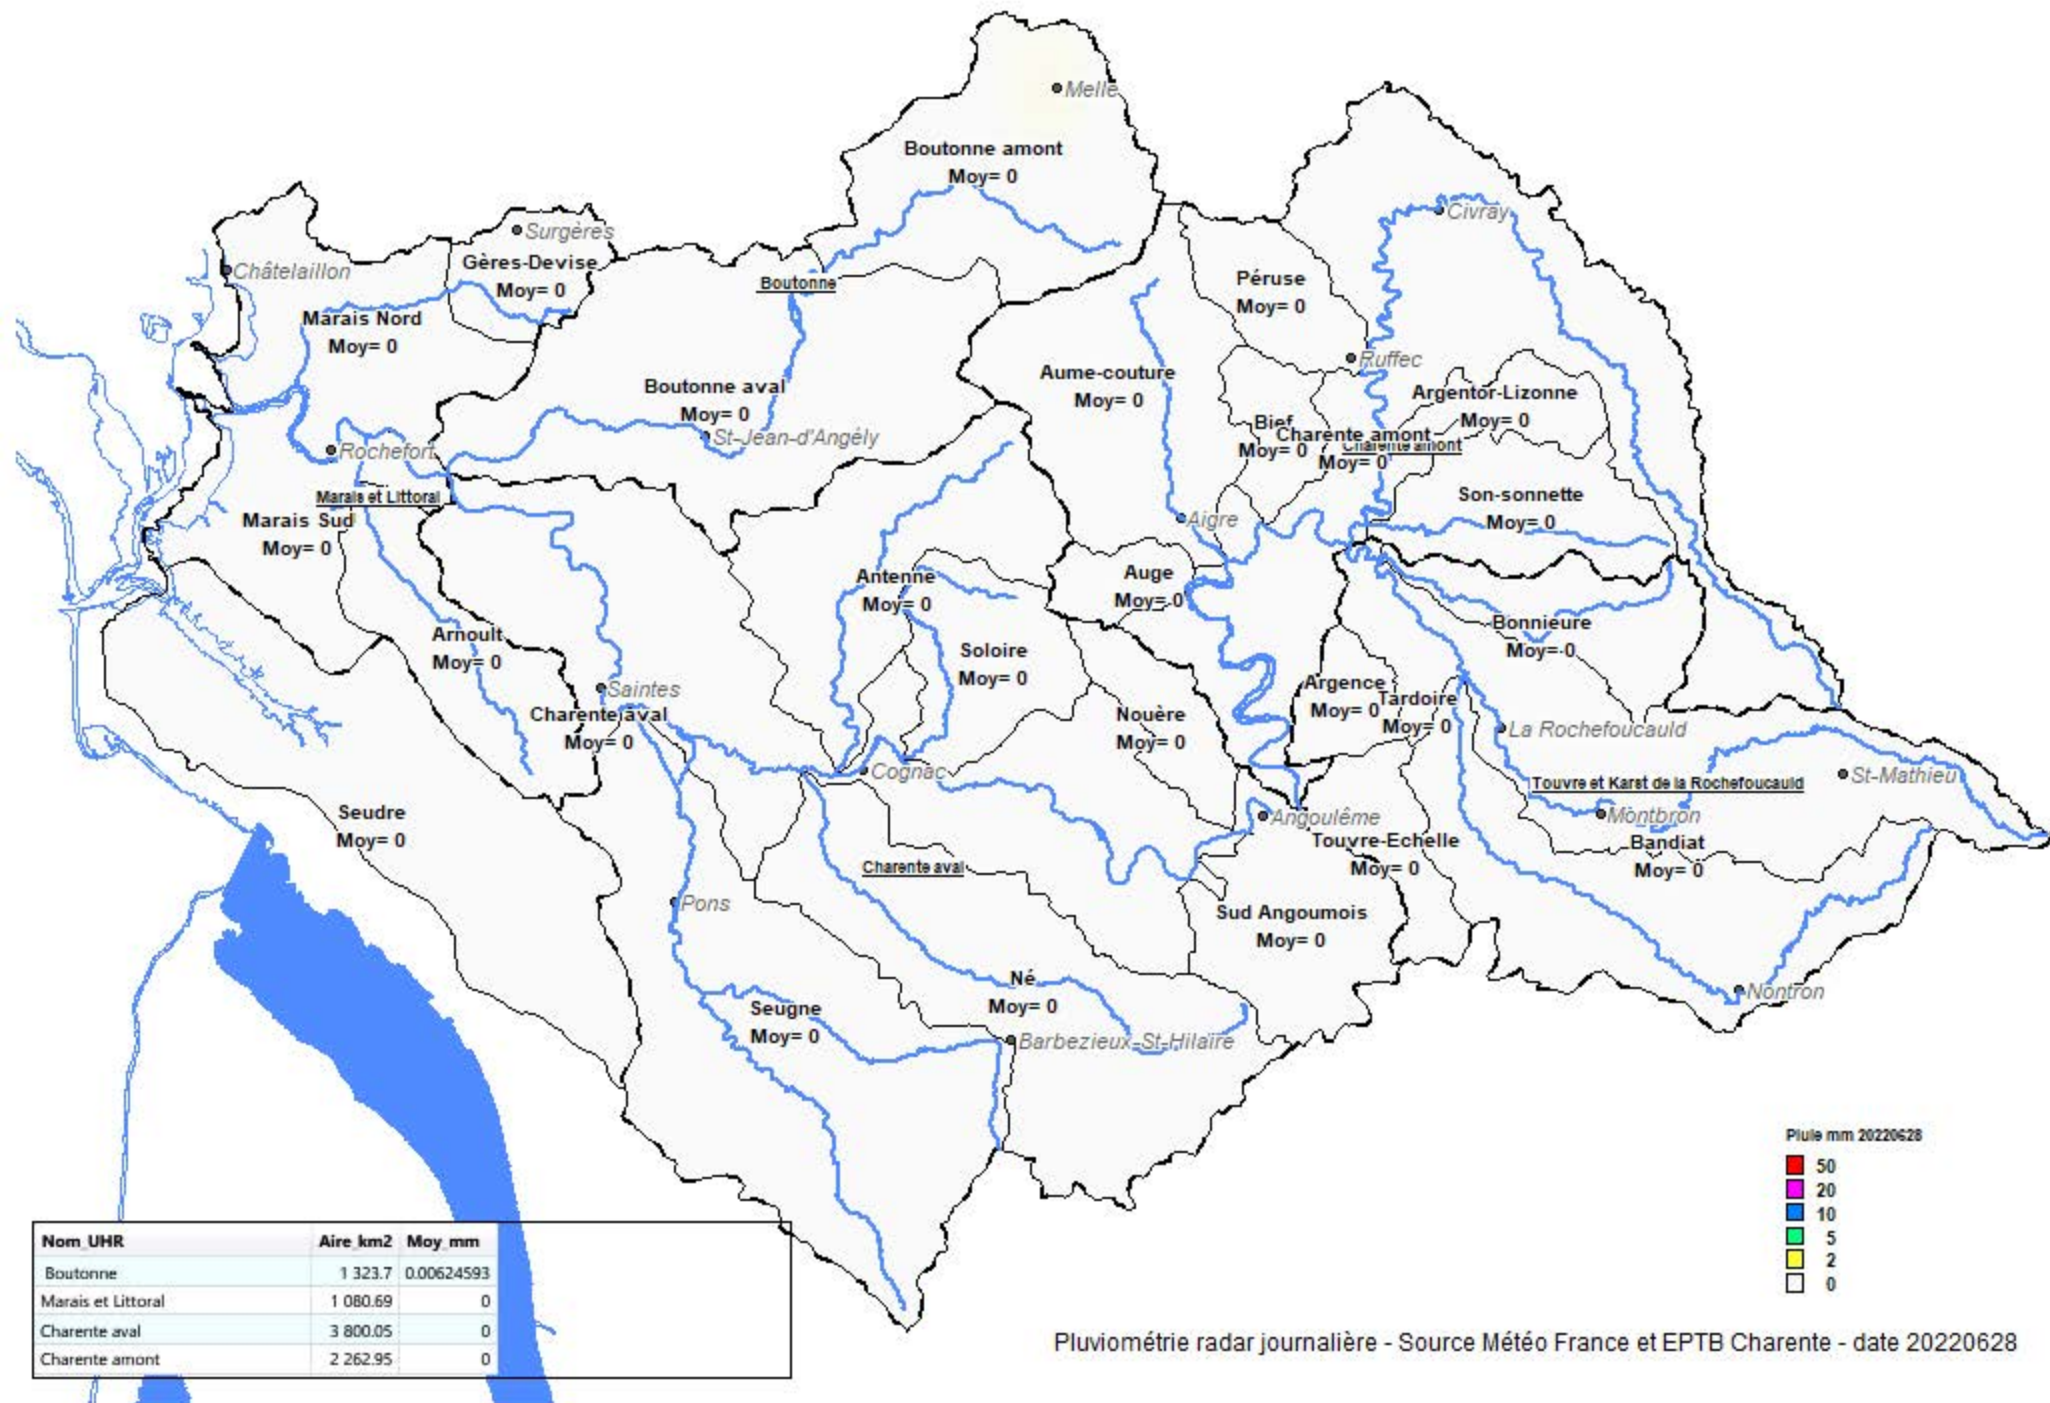 Melle
Boutonne amont
Moy= 0
Civray
Surgères
Châtelaillon
Gères-Devise
Moy= 0
Boutonne
Péruse
Moy= 0
Marais Nord
Moy= 0
Ruffec
Aume-couture
Moy= 0
Boutonne aval
Moy= 0
Argentor-Lizonne
Moy= 0
St-Jean-d'Angély
Bief
Moy= 0
Charente amont
Moy= 0
Charente amont
Rochefort
Marais et Littoral
Marais Sud
Moy= 0
Son-sonnette
Moy= 0
Aigre
Antenne
Moy= 0
Auge
Moy= 0
Bonnieure
Moy= 0
Arnoult
Moy= 0
Soloire
Moy= 0
Saintes
Argence
Moy= 0
Tardoire
Moy= 0
Charente aval
Moy= 0
Nouère
Moy= 0
La Rochefoucauld
Cognac
Touvre et Karst de la Rochefoucauld
St-Mathieu
Seudre
Moy= 0
Angoulême
Montbron
Touvre-Echelle
Moy= 0
Bandiat
Moy= 0
Charente aval
Pons
Sud Angoumois
Moy= 0
Né
Moy= 0
Nontron
Seugne
Moy= 0
Barbezieux-St-Hilaire
Pluie mm 20220628
50
20
10
5
2
0
Nom_UHR Aire_km2 Moy_mm
Boutonne 1 323.7 0.00624593
Marais et Littoral 1 080.69 0
Charente aval 3 800.05 0
Charente amont 2 262.95 0
Pluviométrie radar journalière - Source Météo France et EPTB Charente - date 20220628